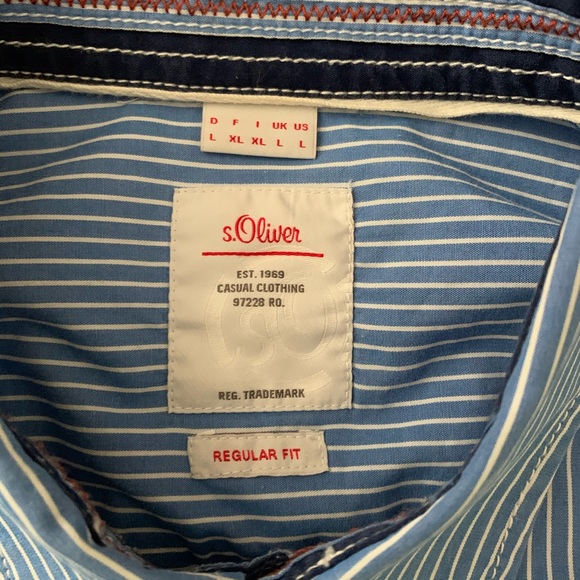 D F I UK US
L XL XL L L
s.Oliver
EST. 1969
CASUAL CLOTHING
97228 RO.
REG. TRADEMARK
REGULAR FIT